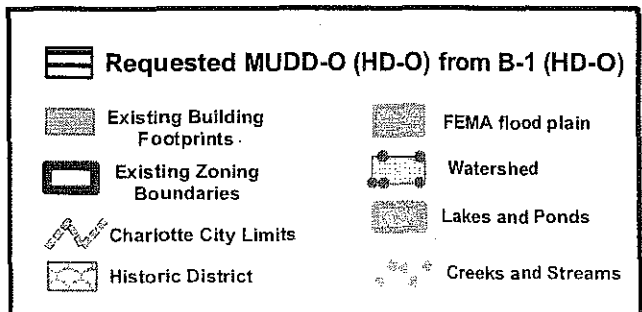 Requested MUDD-O (HD-O) from B-1 (HD-O)
Existing Building
Footprints
Existing Zoning
Boundaries
Charlotte City Limits
Historic District
FEMA flood plain
Watershed
Lakes and Ponds
Creeks and Streams